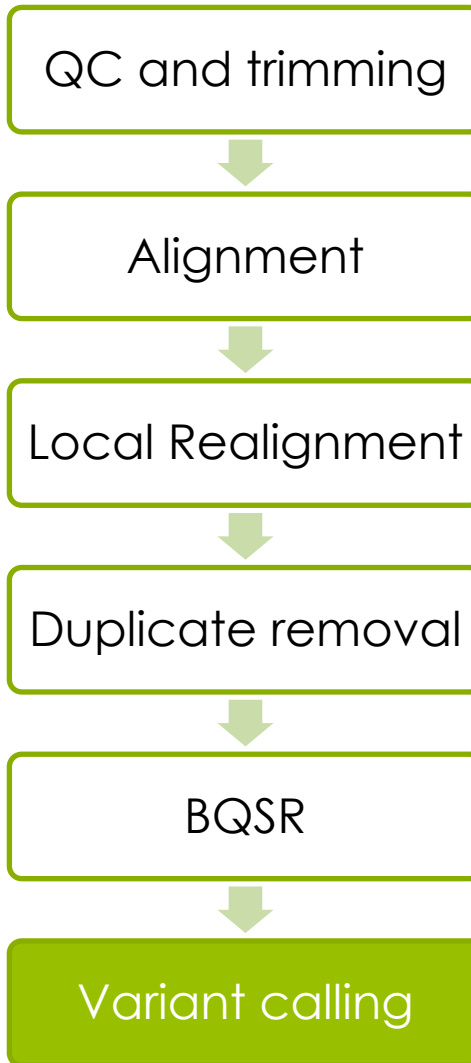 QC and trimming
Alignment
Local Realignment
Duplicate removal
BQSR
Variant calling